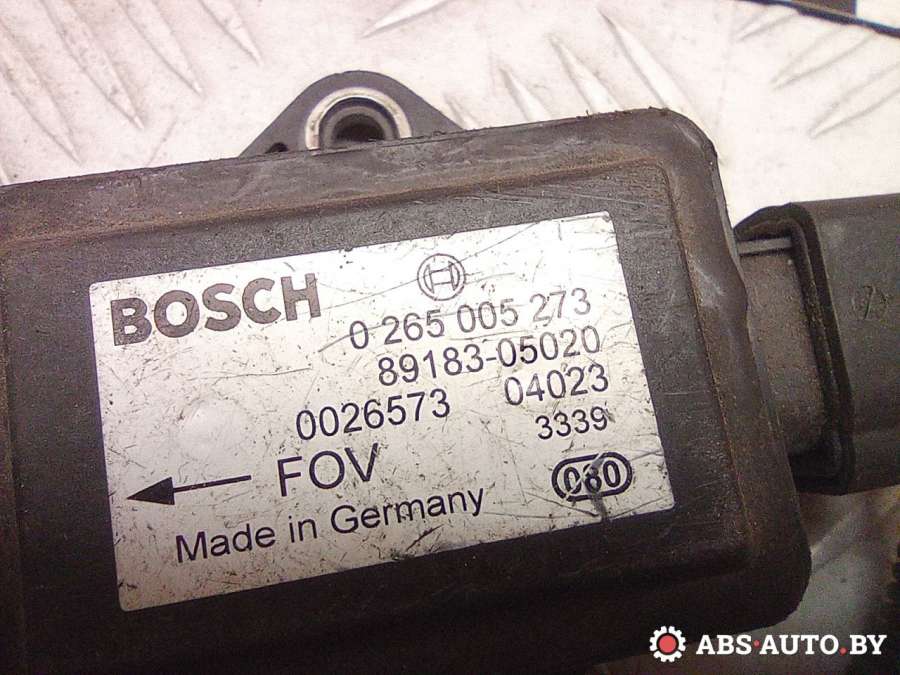 BOSCH
0 265 005 273
89183-05020
0026573 04023
3339
FOV
080
Made in Germany
ABS-AUTO.BY